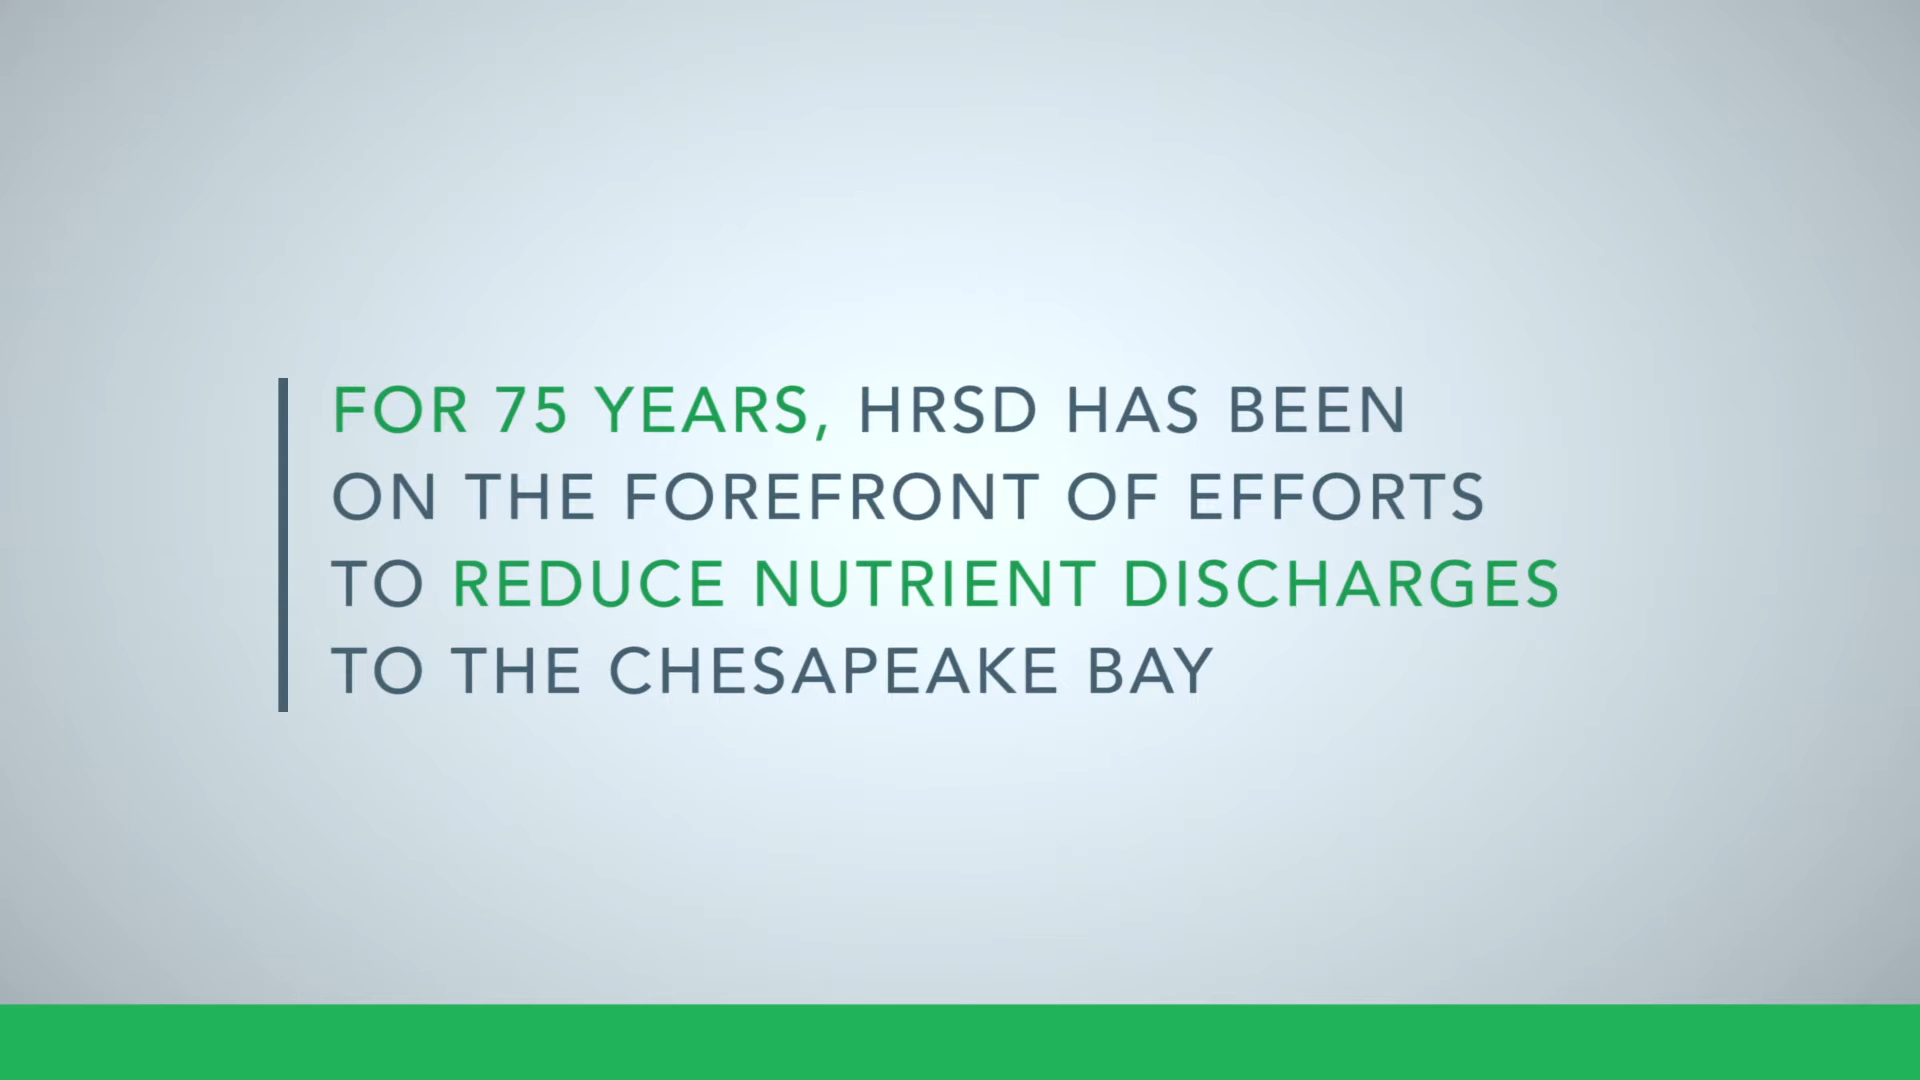 FOR 75 YEARS, HRSD HAS BEEN
ON THE FOREFRONT OF EFFORTS
TO REDUCE NUTRIENT DISCHARGES
TO THE CHESAPEAKE BAY